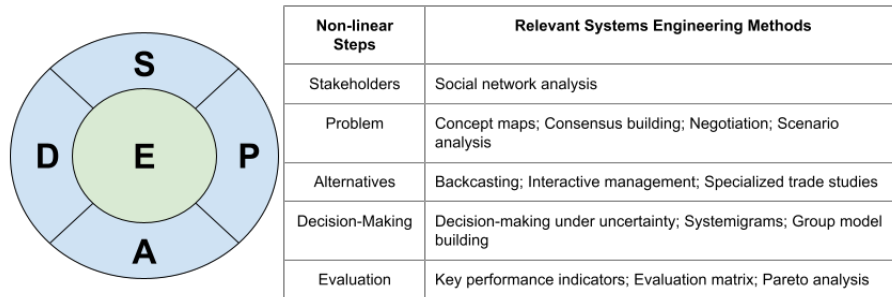 S
D
E
P
A
Non-linear
Steps
Relevant Systems Engineering Methods
Stakeholders
Social network analysis
Problem
Concept maps; Consensus building; Negotiation; Scenario
analysis
Alternatives
Backcasting; Interactive management; Specialized trade studies
Decision-Making
Decision-making under uncertainty; Systemigrams; Group model
building
Evaluation
Key performance indicators; Evaluation matrix; Pareto analysis